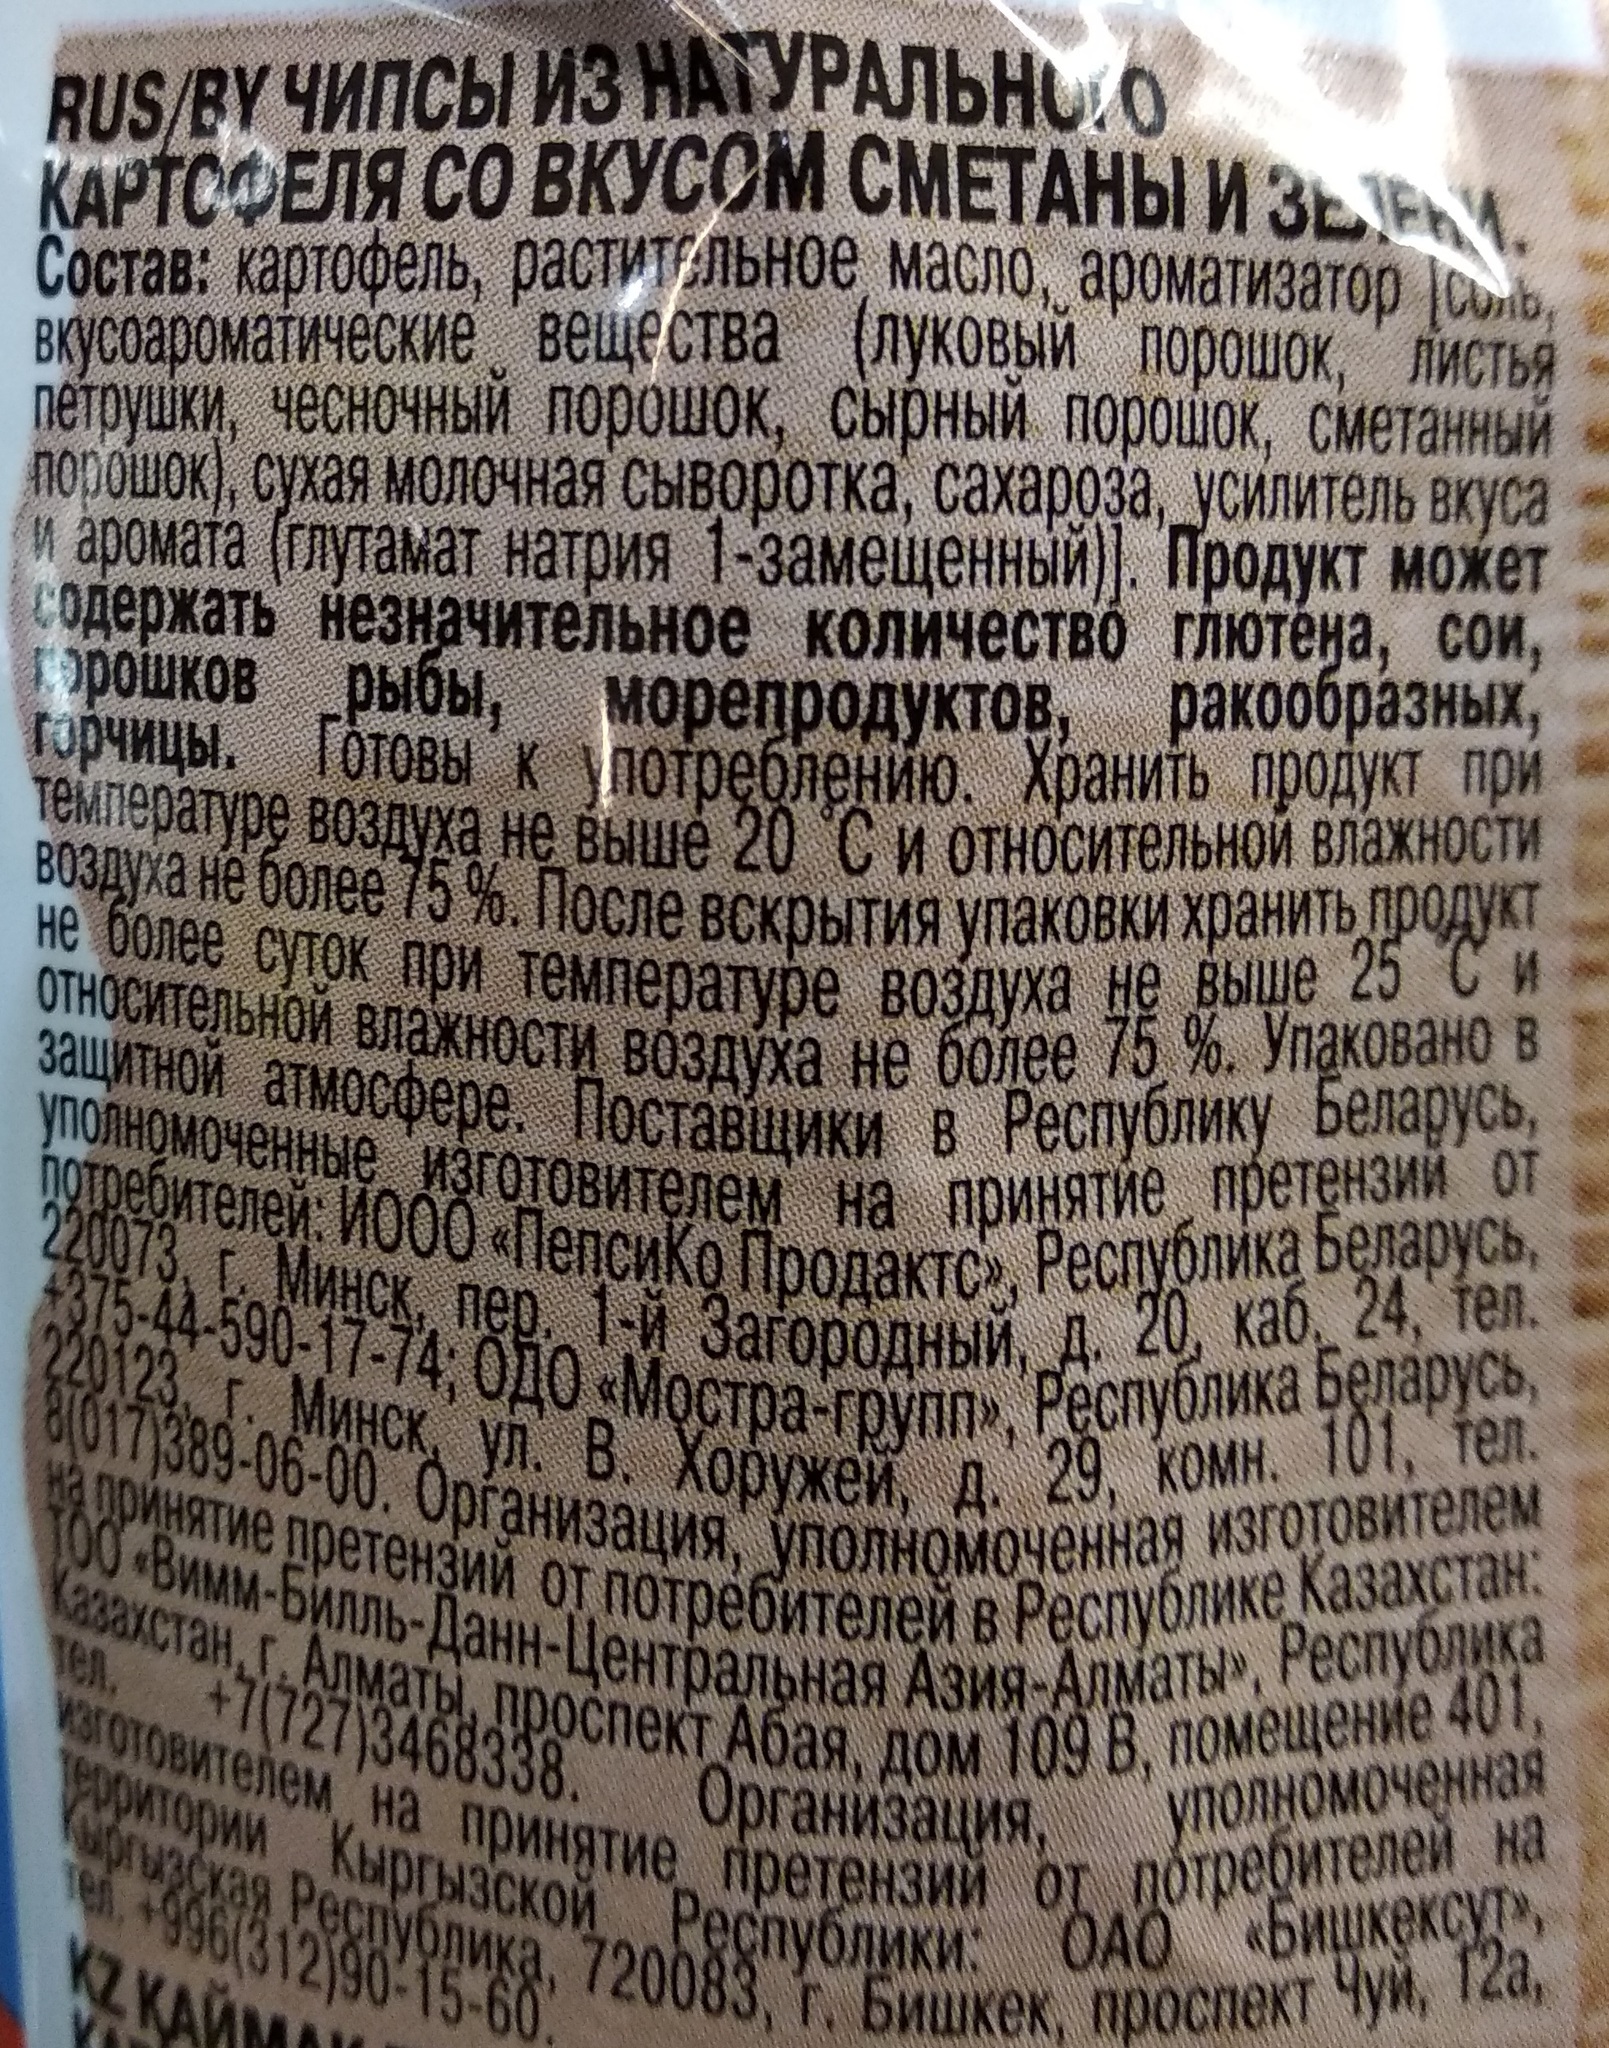 RUS/BY ЧИПСЫ ИЗ НАТУРАЛЬНОГО
КАРТОФЕЛЯ СО ВКУСОМ СМЕТАНЫ И ЗЕЛЕНИ.
Состав: картофель, растительное масло, ароматизатор [соль,
вкусоароматические вещества (луковый порошок, листья
петрушки, чесночный порошок, сырный порошок, сметанный
порошок), сухая молочная сыворотка, сахароза, усилитель вкуса
и аромата (глутамат натрия 1-замещенный)]. Продукт может
содержать незначительное количество глютена, сои,
порошков рыбы, морепродуктов, ракообразных,
горчицы. Готовы к употреблению. Хранить продукт при
температуре воздуха не выше 20 °С и относительной влажности
воздуха не более 75 %. После вскрытия упаковки хранить продукт
не более суток при температуре воздуха не выше 25 °С и
относительной влажности воздуха не более 75 %. Упаковано в
защитной атмосфере. Поставщики в Республику Беларусь,
уполномоченные изготовителем на принятие претензий от
потребителей: ИООО «ПепсиКо Продактс», Республика Беларусь,
220073, г. Минск, пер. 1-й Загородный, д. 20, каб. 24, тел.
+375-44-590-17-74; ОДО «Мостра-групп», Республика Беларусь,
220123, г. Минск, ул. В. Хоружей, д. 29, комн. 101, тел.
8(017)389-06-00. Организация, уполномоченная изготовителем
на принятие претензий от потребителей в Республике Казахстан:
ТОО «Вимм-Билль-Данн-Центральная Азия-Алматы», Республика
Казахстан, г. Алматы, проспект Абая, дом 109 В, помещение 401,
тел. +7(727)3468338. Организация, уполномоченная
изготовителем на принятие претензий от потребителей на
территории Кыргызской Республики: ОАО «Бишкексут»,
Кыргызская Республика, 720083, г. Бишкек, проспект Чуй, 12а,
тел. +996(312)90-15-60.
KZ ҚАЙМАҚ